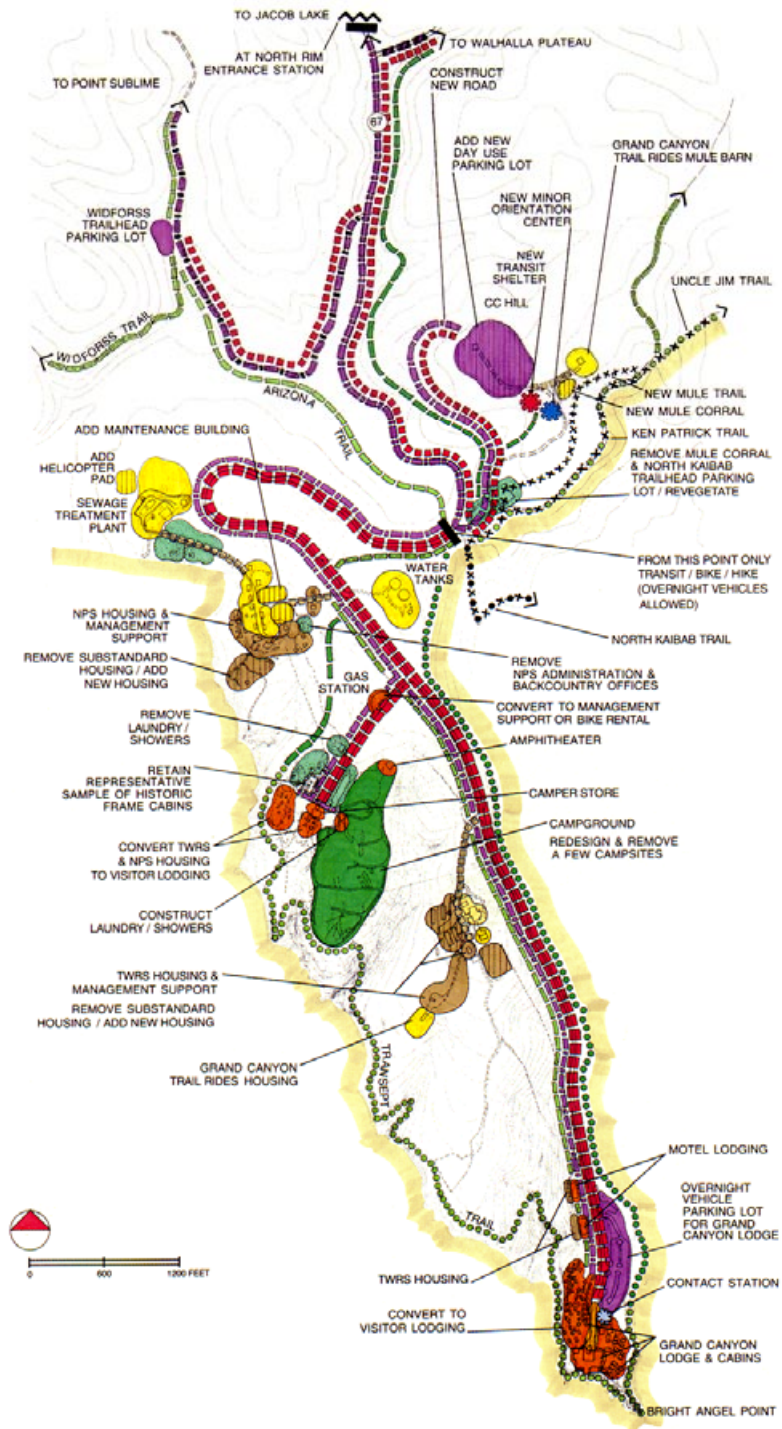 TO JACOB LAKE
AT NORTH RIM
ENTRANCE STATION
TO WALHALLA PLATEAU
TO POINT SUBLIME
CONSTRUCT
NEW ROAD
67
ADD NEW
DAY USE
PARKING LOT
GRAND CANYON
TRAIL RIDES MULE BARN
NEW MINOR
ORIENTATION
CENTER
WIDFORSS
TRAILHEAD
PARKING LOT
NEW
TRANSIT
SHELTER
CC HILL
UNCLE JIM TRAIL
WIDFORSS TRAIL
ARIZONA
TRAIL
NEW MULE TRAIL
NEW MULE CORRAL
KEN PATRICK TRAIL
REMOVE MULE CORRAL
& NORTH KAIBAB
TRAILHEAD PARKING
LOT / REVEGETATE
ADD MAINTENANCE BUILDING
ADD
HELICOPTER
PAD
SEWAGE
TREATMENT
PLANT
WATER
TANKS
FROM THIS POINT ONLY
TRANSIT / BIKE / HIKE
(OVERNIGHT VEHICLES
ALLOWED)
NPS HOUSING &
MANAGEMENT
SUPPORT
NORTH KAIBAB TRAIL
REMOVE SUBSTANDARD
HOUSING / ADD
NEW HOUSING
REMOVE
NPS ADMINISTRATION &
BACKCOUNTRY OFFICES
GAS
STATION
CONVERT TO MANAGEMENT
SUPPORT OR BIKE RENTAL
REMOVE
LAUNDRY /
SHOWERS
AMPHITHEATER
RETAIN
REPRESENTATIVE
SAMPLE OF HISTORIC
FRAME CABINS
CAMPER STORE
CAMPGROUND
REDESIGN & REMOVE
A FEW CAMPSITES
CONVERT TWRS
& NPS HOUSING
TO VISITOR LODGING
CONSTRUCT
LAUNDRY / SHOWERS
TWRS HOUSING &
MANAGEMENT SUPPORT
REMOVE SUBSTANDARD
HOUSING / ADD NEW HOUSING
GRAND CANYON
TRAIL RIDES HOUSING
TRANSEPT
TRAIL
MOTEL LODGING
OVERNIGHT
VEHICLE
PARKING LOT
FOR GRAND
CANYON LODGE
TWRS HOUSING
CONTACT STATION
CONVERT TO
VISITOR LODGING
GRAND CANYON
LODGE & CABINS
BRIGHT ANGEL POINT
0 600 1200 FEET